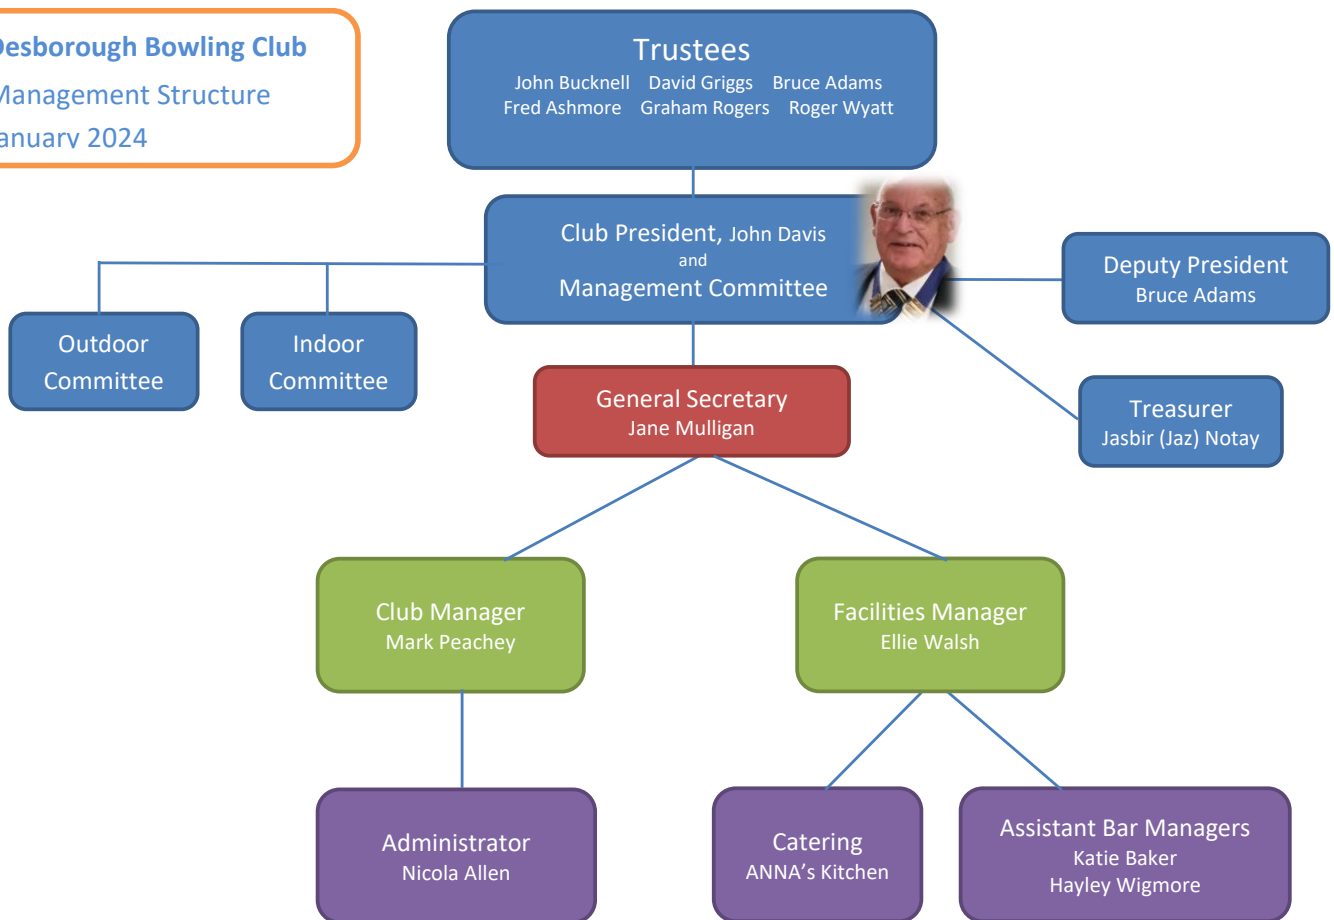 Desborough Bowling Club
Management Structure
January 2024
Trustees
John Bucknell David Griggs Bruce Adams
Fred Ashmore Graham Rogers Roger Wyatt
Club President, John Davis
and
Management Committee
Deputy President
Bruce Adams
Outdoor
Committee
Indoor
Committee
General Secretary
Jane Mulligan
Treasurer
Jasbir (Jaz) Notay
Club Manager
Mark Peachey
Facilities Manager
Ellie Walsh
Administrator
Nicola Allen
Catering
ANNA’s Kitchen
Assistant Bar Managers
Katie Baker
Hayley Wigmore